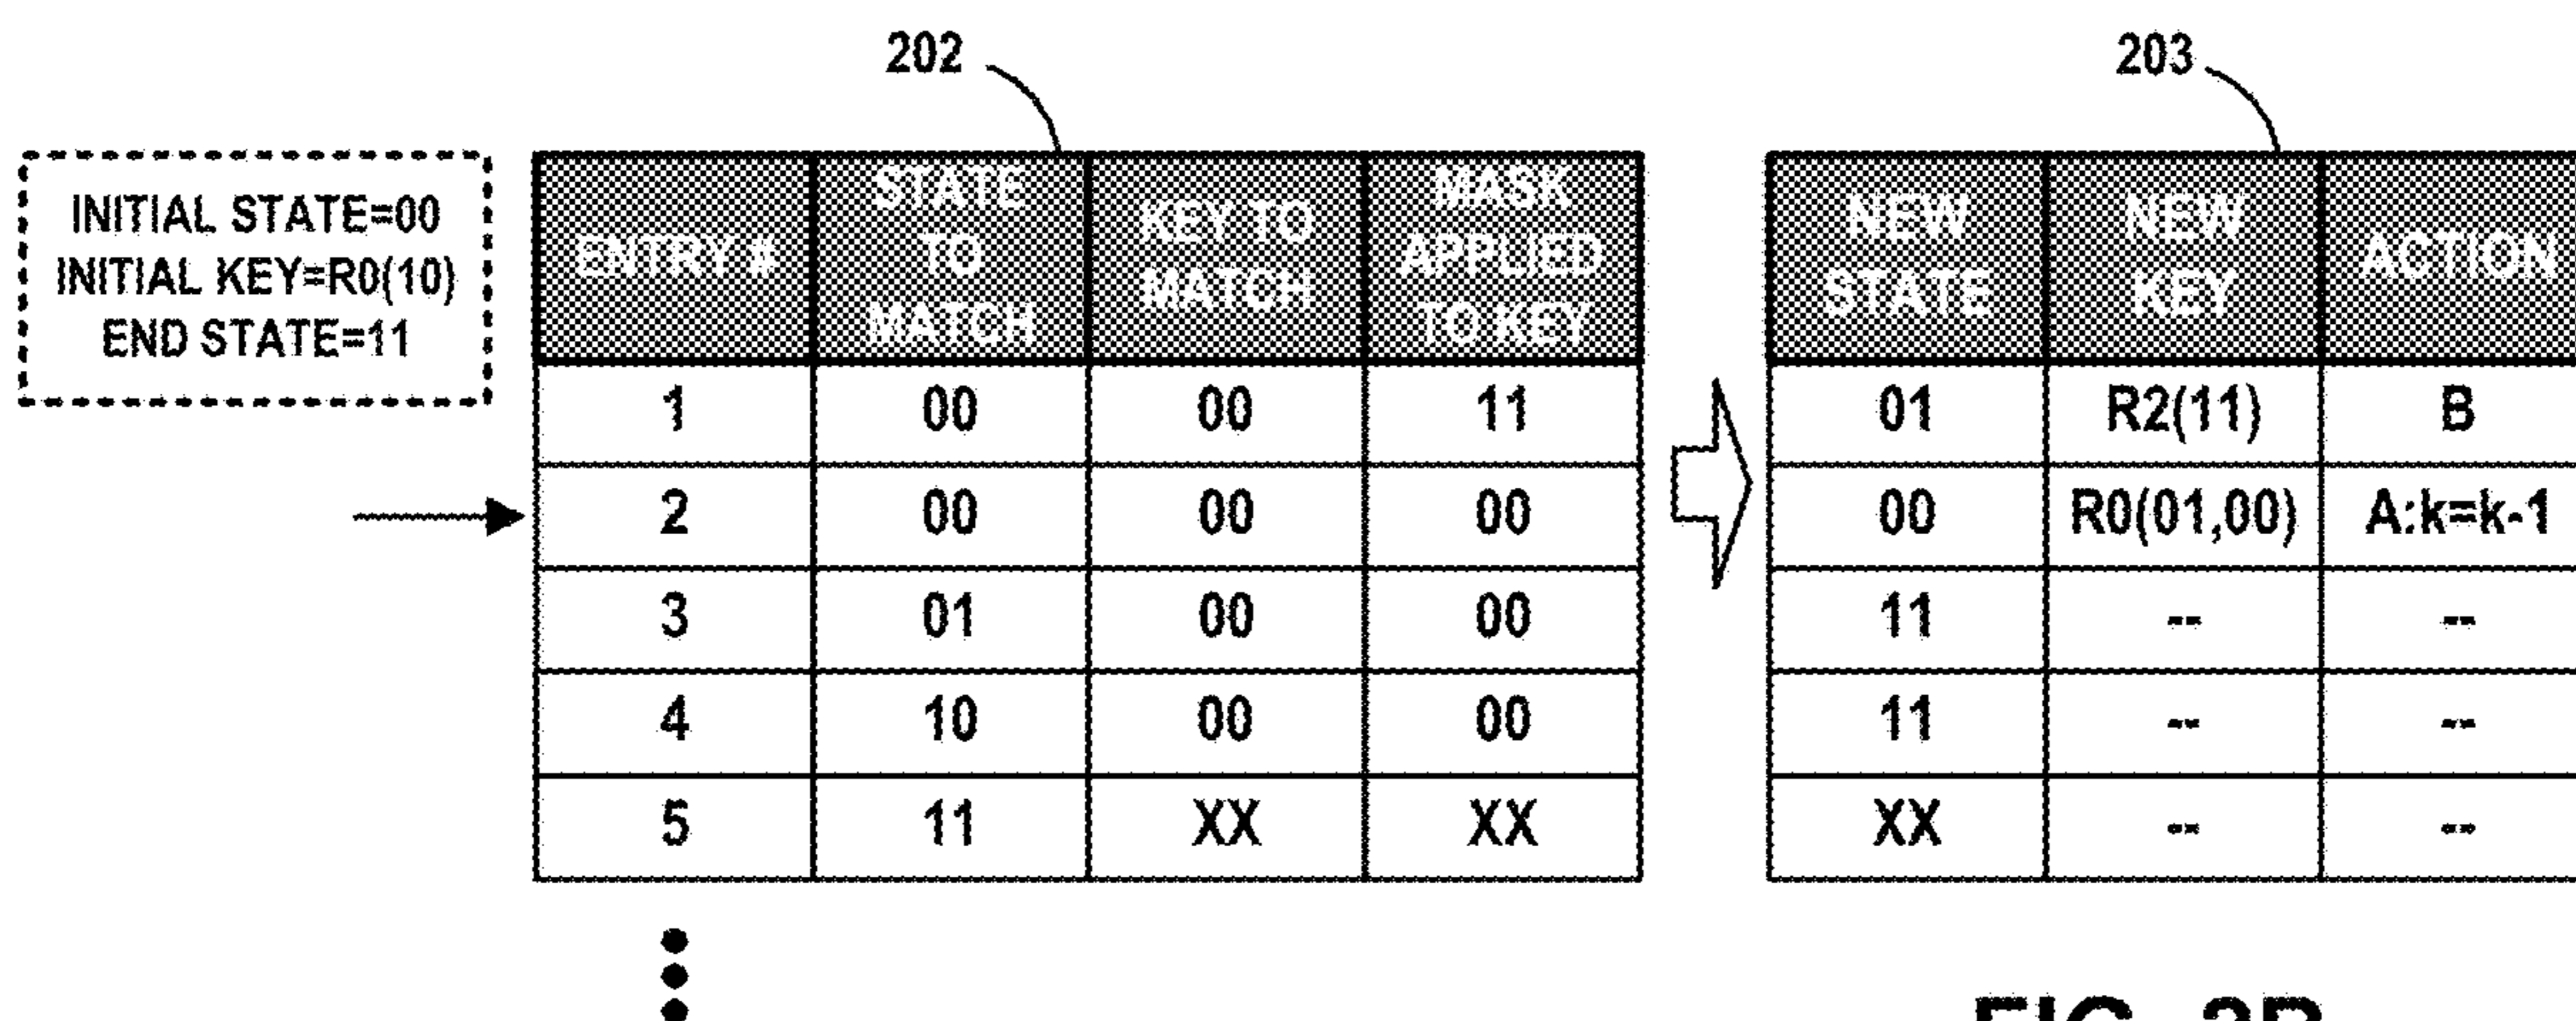 202
203
INITIAL STATE=00
INITIAL KEY=R0(10)
END STATE=11
ENTRY # STATE TO MATCH KEY TO MATCH MASK APPLIED TO KEY NEW STATE NEW KEY ACTION
1 00 00 11 01 R2(11) B
2 00 00 00 00 R0(01,00) A:k=k-1
3 01 00 00 11 -- --
4 10 00 00 11 -- --
5 11 XX XX XX -- --